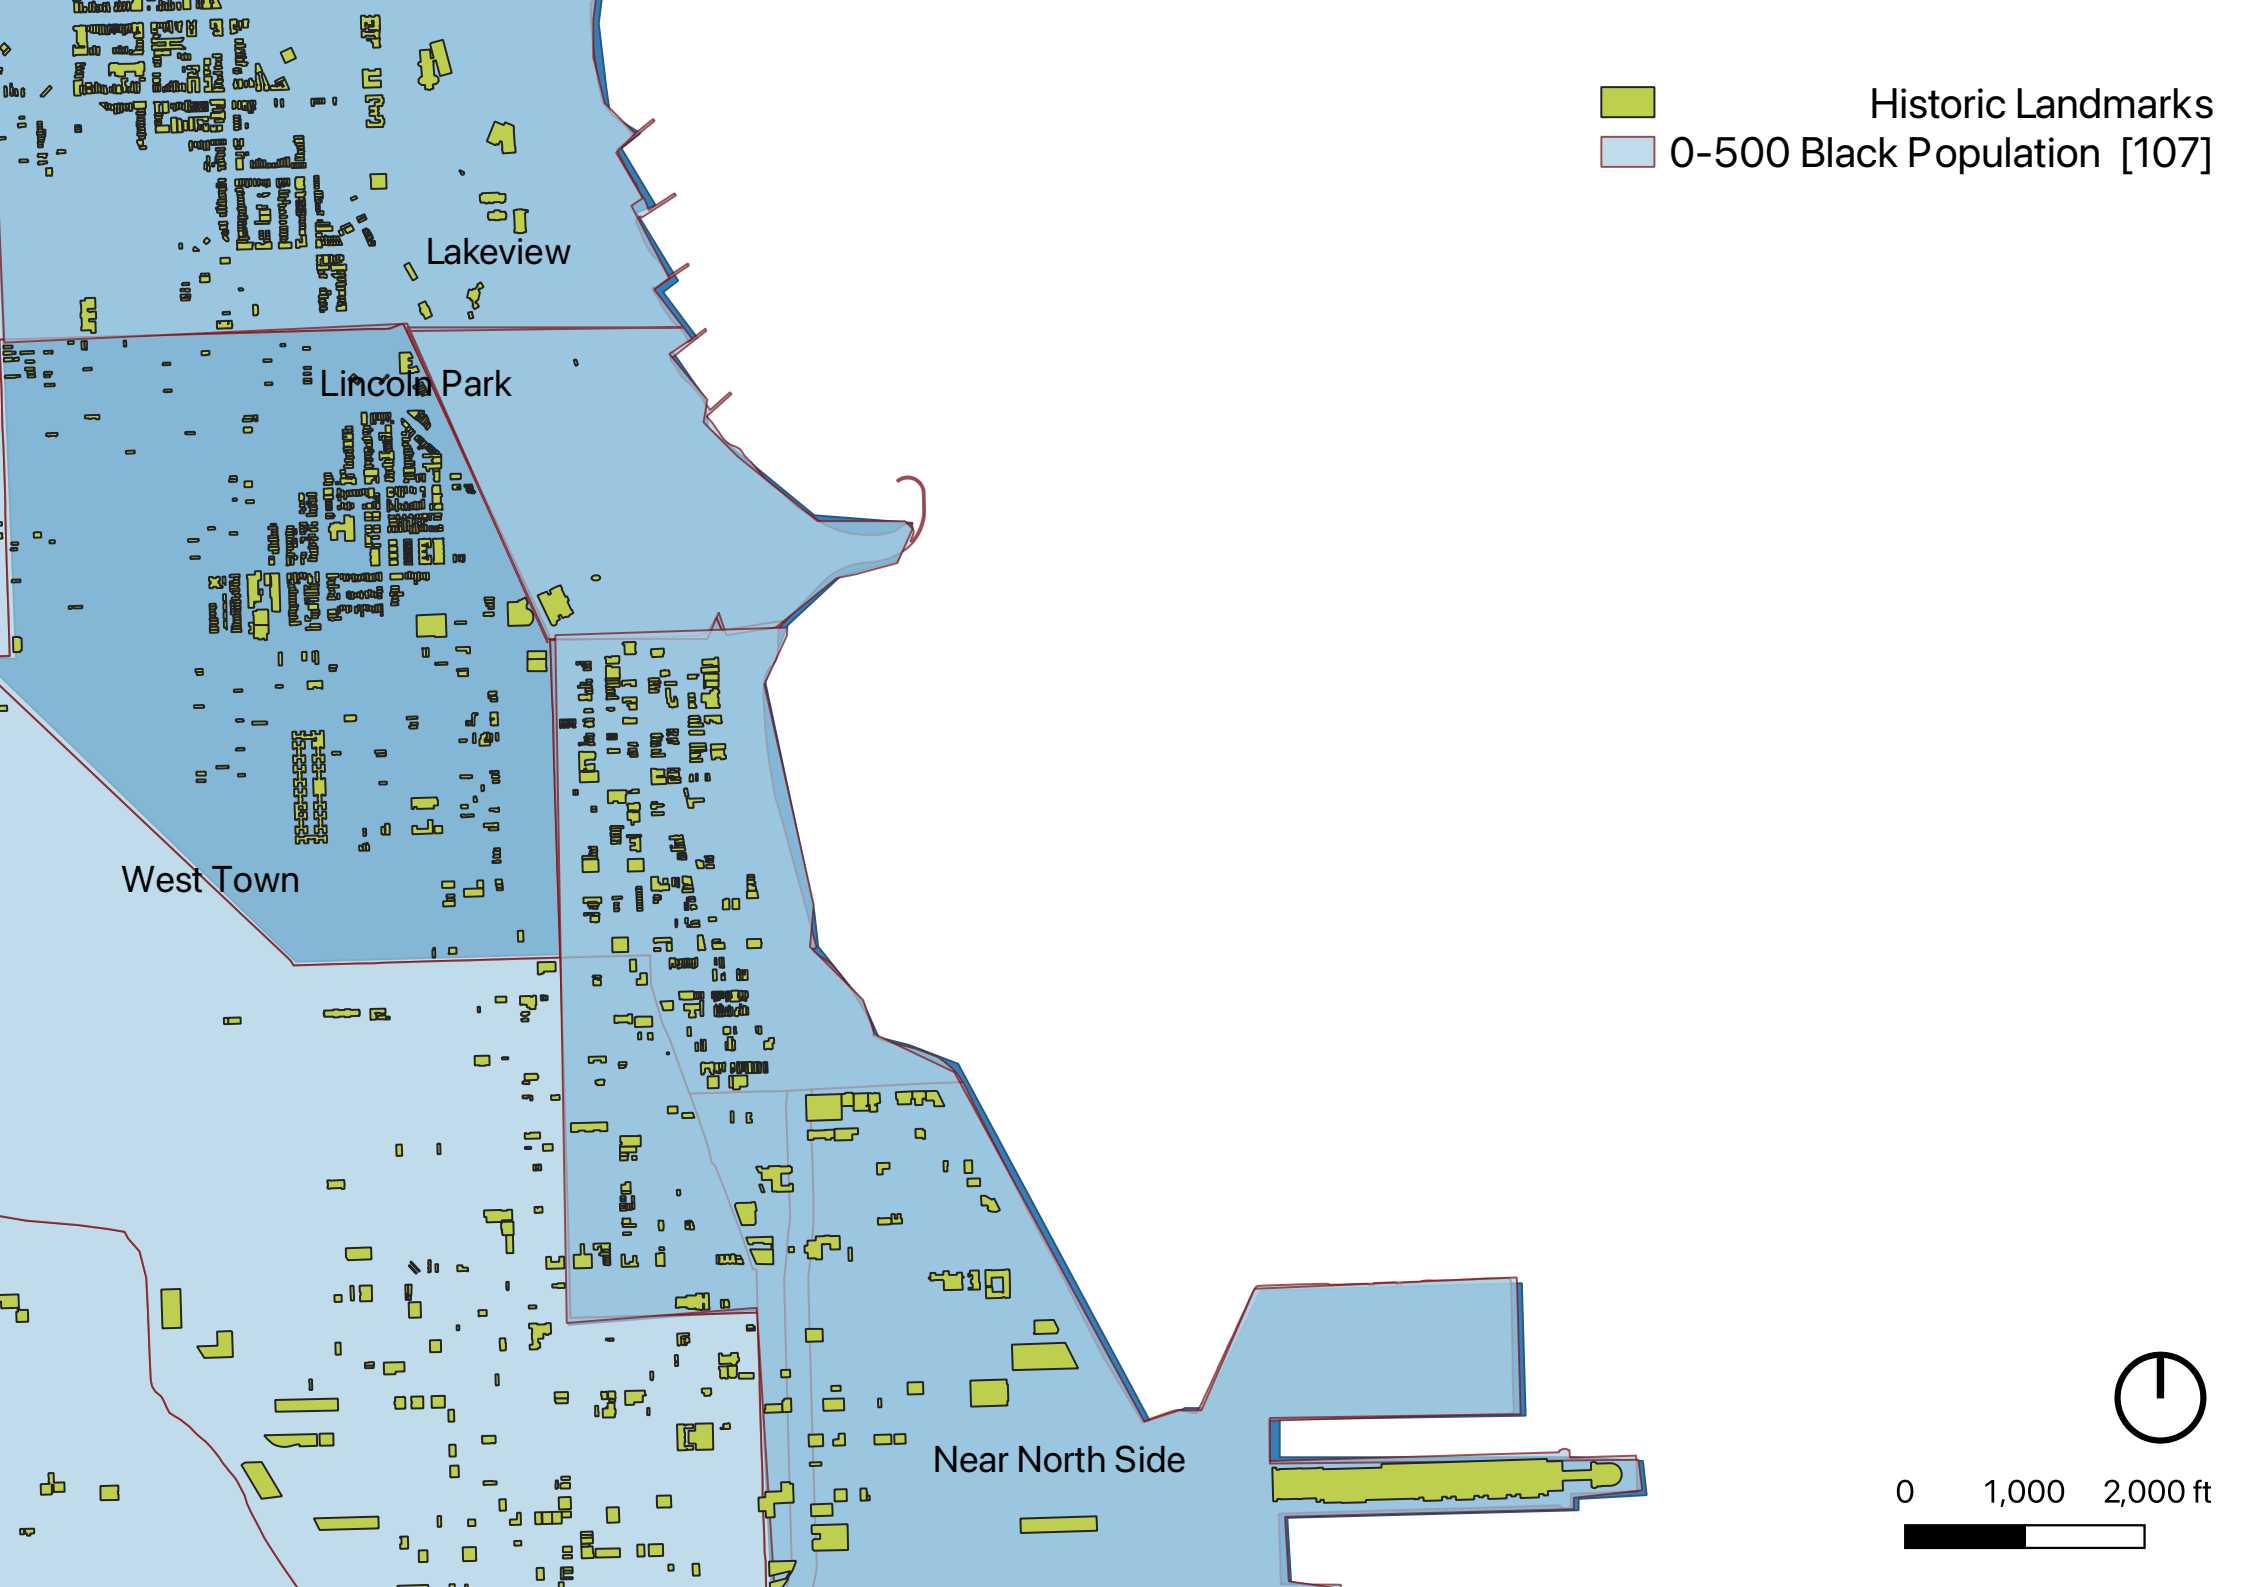 Historic Landmarks
0-500 Black Population [107]
Lakeview
Lincoln Park
West Town
Near North Side
0 1,000 2,000 ft